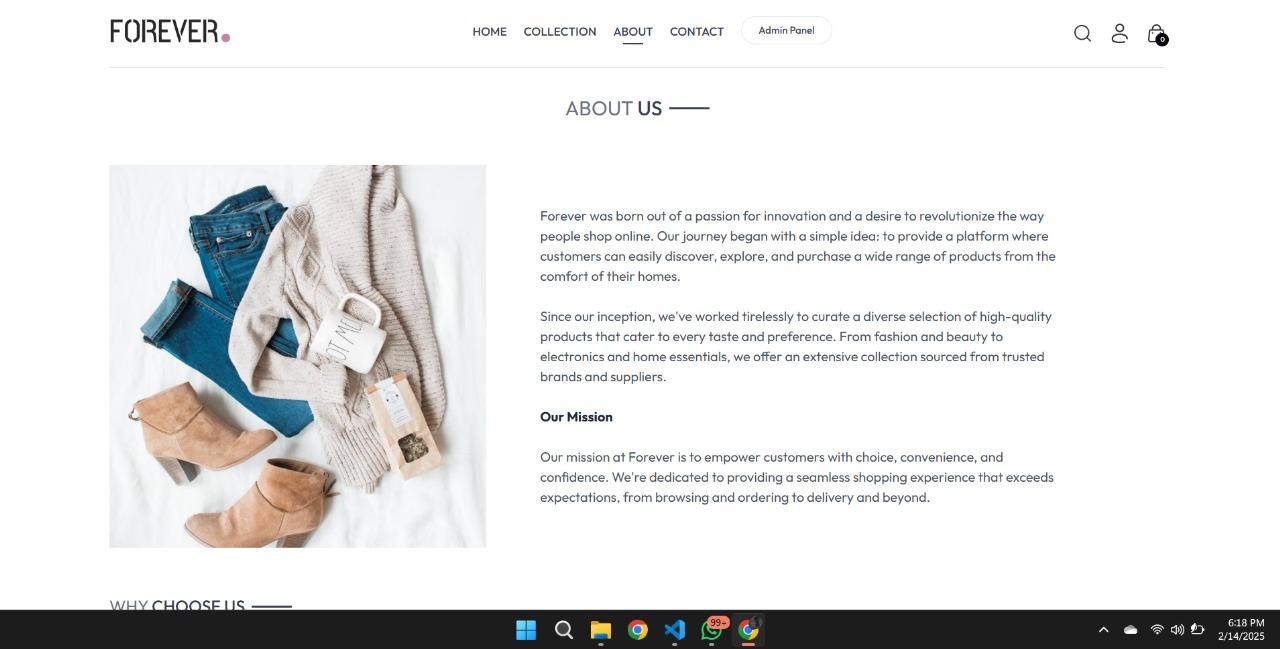 FOREVER.
HOME COLLECTION ABOUT CONTACT Admin Panel
0
ABOUT US
Forever was born out of a passion for innovation and a desire to revolutionize the way
people shop online. Our journey began with a simple idea: to provide a platform where
customers can easily discover, explore, and purchase a wide range of products from the
comfort of their homes.
Since our inception, we've worked tirelessly to curate a diverse selection of high-quality
products that cater to every taste and preference. From fashion and beauty to
electronics and home essentials, we offer an extensive collection sourced from trusted
brands and suppliers.
Our Mission
Our mission at Forever is to empower customers with choice, convenience, and
confidence. We're dedicated to providing a seamless shopping experience that exceeds
expectations, from browsing and ordering to delivery and beyond.
WHY CHOOSE US
99+
6:18 PM
2/14/2025